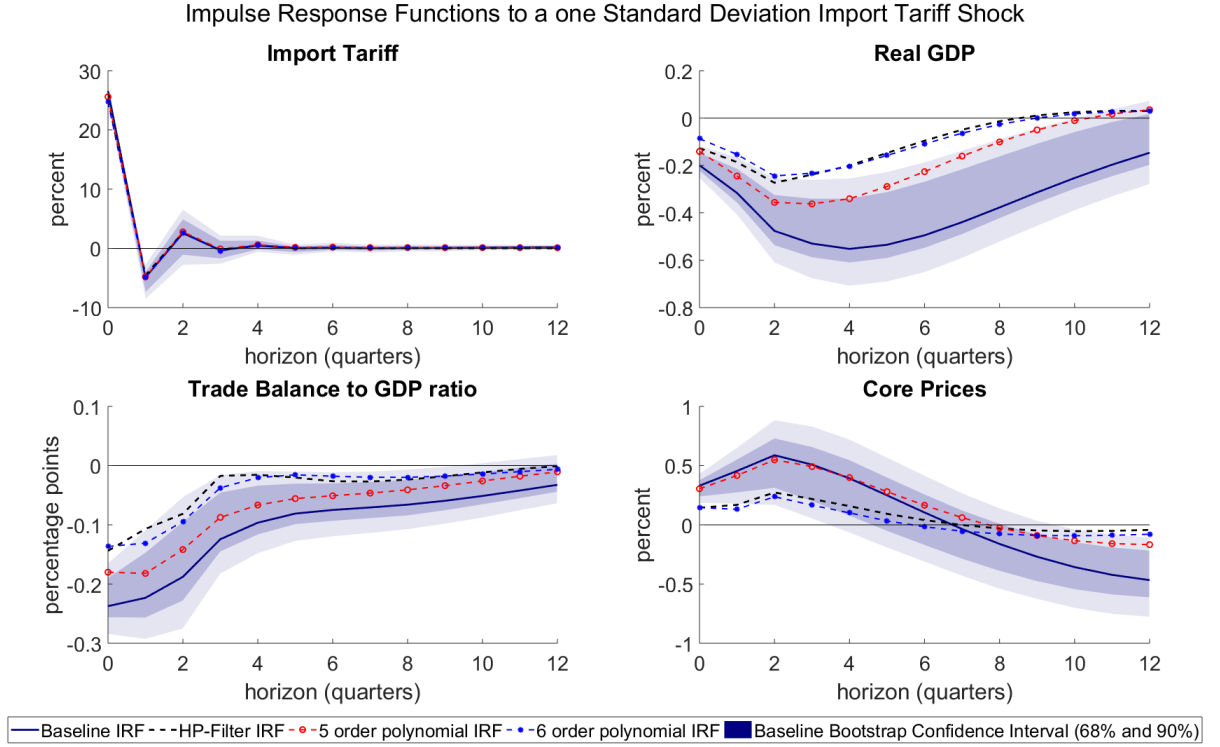 Impulse Response Functions to a one Standard Deviation Import Tariff Shock
Import Tariff
percent
30
20
10
0
-10
0 2 4 6 8 10 12
horizon (quarters)
Real GDP
percent
0.2
0
-0.2
-0.4
-0.6
-0.8
0 2 4 6 8 10 12
horizon (quarters)
Trade Balance to GDP ratio
percentage points
0.1
0
-0.1
-0.2
-0.3
0 2 4 6 8 10 12
horizon (quarters)
Core Prices
percent
1
0.5
0
-0.5
-1
0 2 4 6 8 10 12
horizon (quarters)
Baseline IRF HP-Filter IRF 5 order polynomial IRF 6 order polynomial IRF Baseline Bootstrap Confidence Interval (68% and 90%)